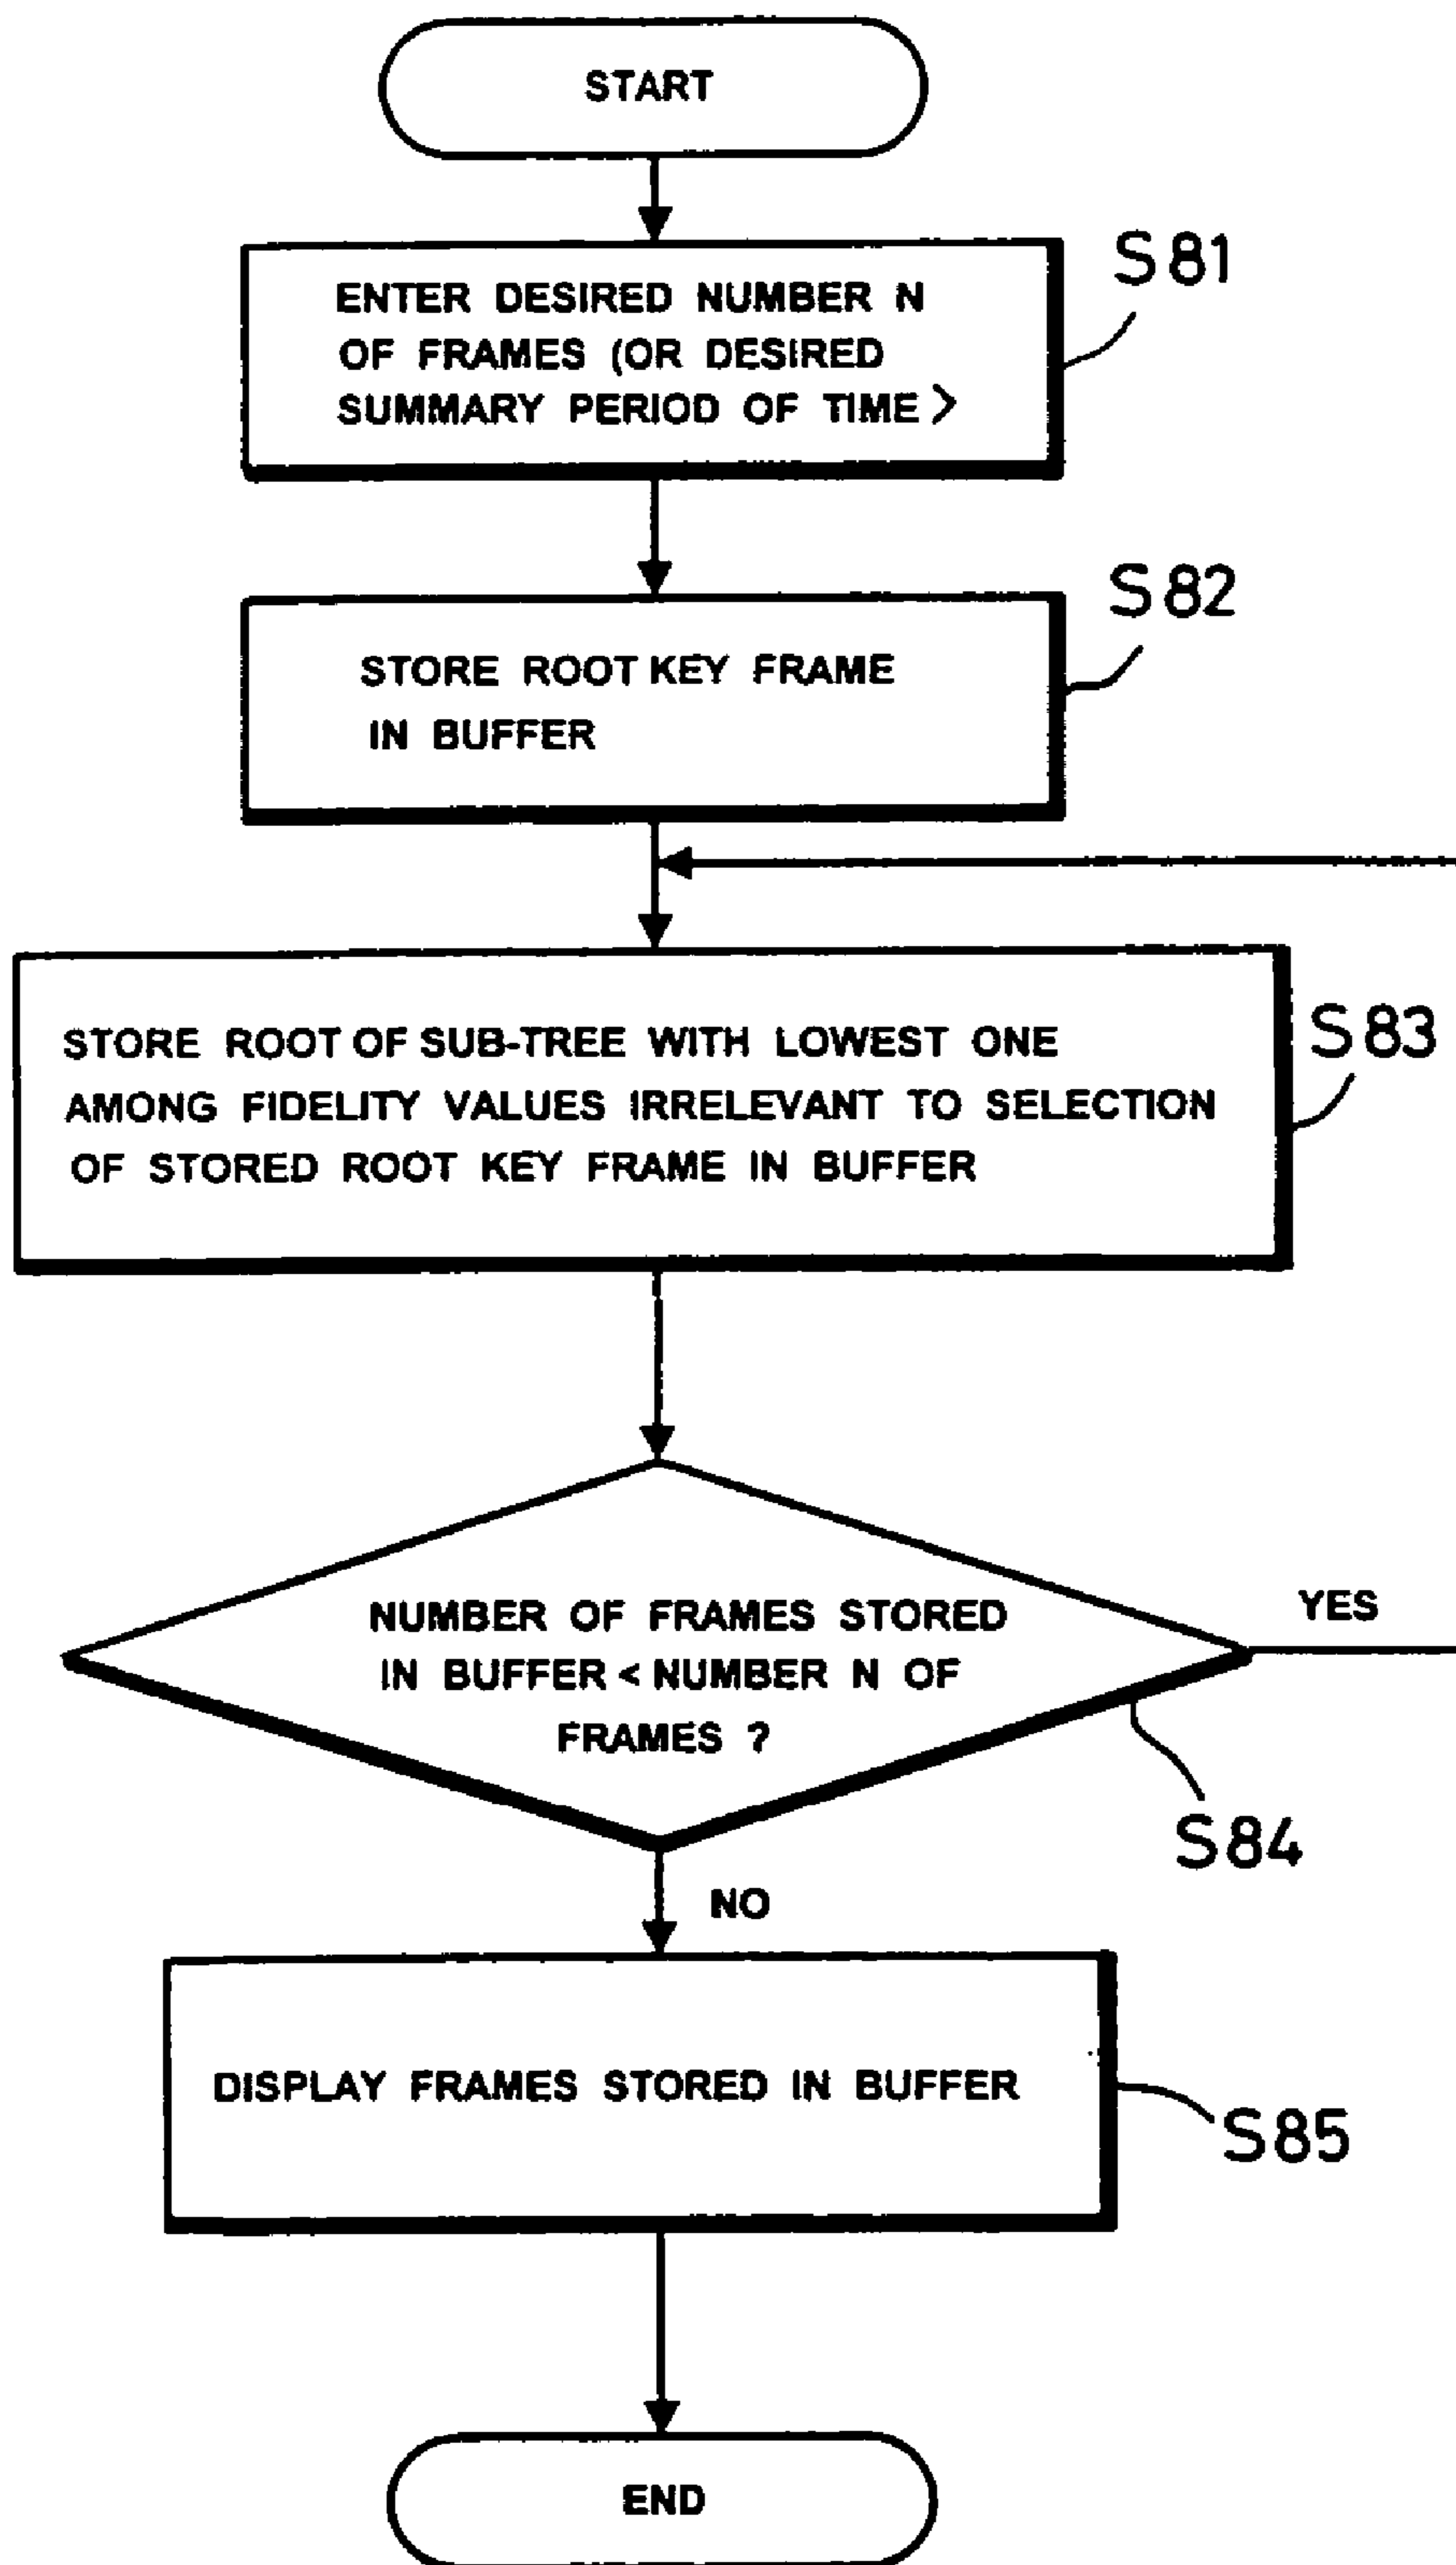 START
S81
ENTER DESIRED NUMBER N
OF FRAMES (OR DESIRED
SUMMARY PERIOD OF TIME >
S82
STORE ROOT KEY FRAME
IN BUFFER
S83
STORE ROOT OF SUB-TREE WITH LOWEST ONE
AMONG FIDELITY VALUES IRRELEVANT TO SELECTION
OF STORED ROOT KEY FRAME IN BUFFER
NUMBER OF FRAMES STORED
IN BUFFER < NUMBER N OF
FRAMES ?
YES
S84
NO
DISPLAY FRAMES STORED IN BUFFER
S85
END